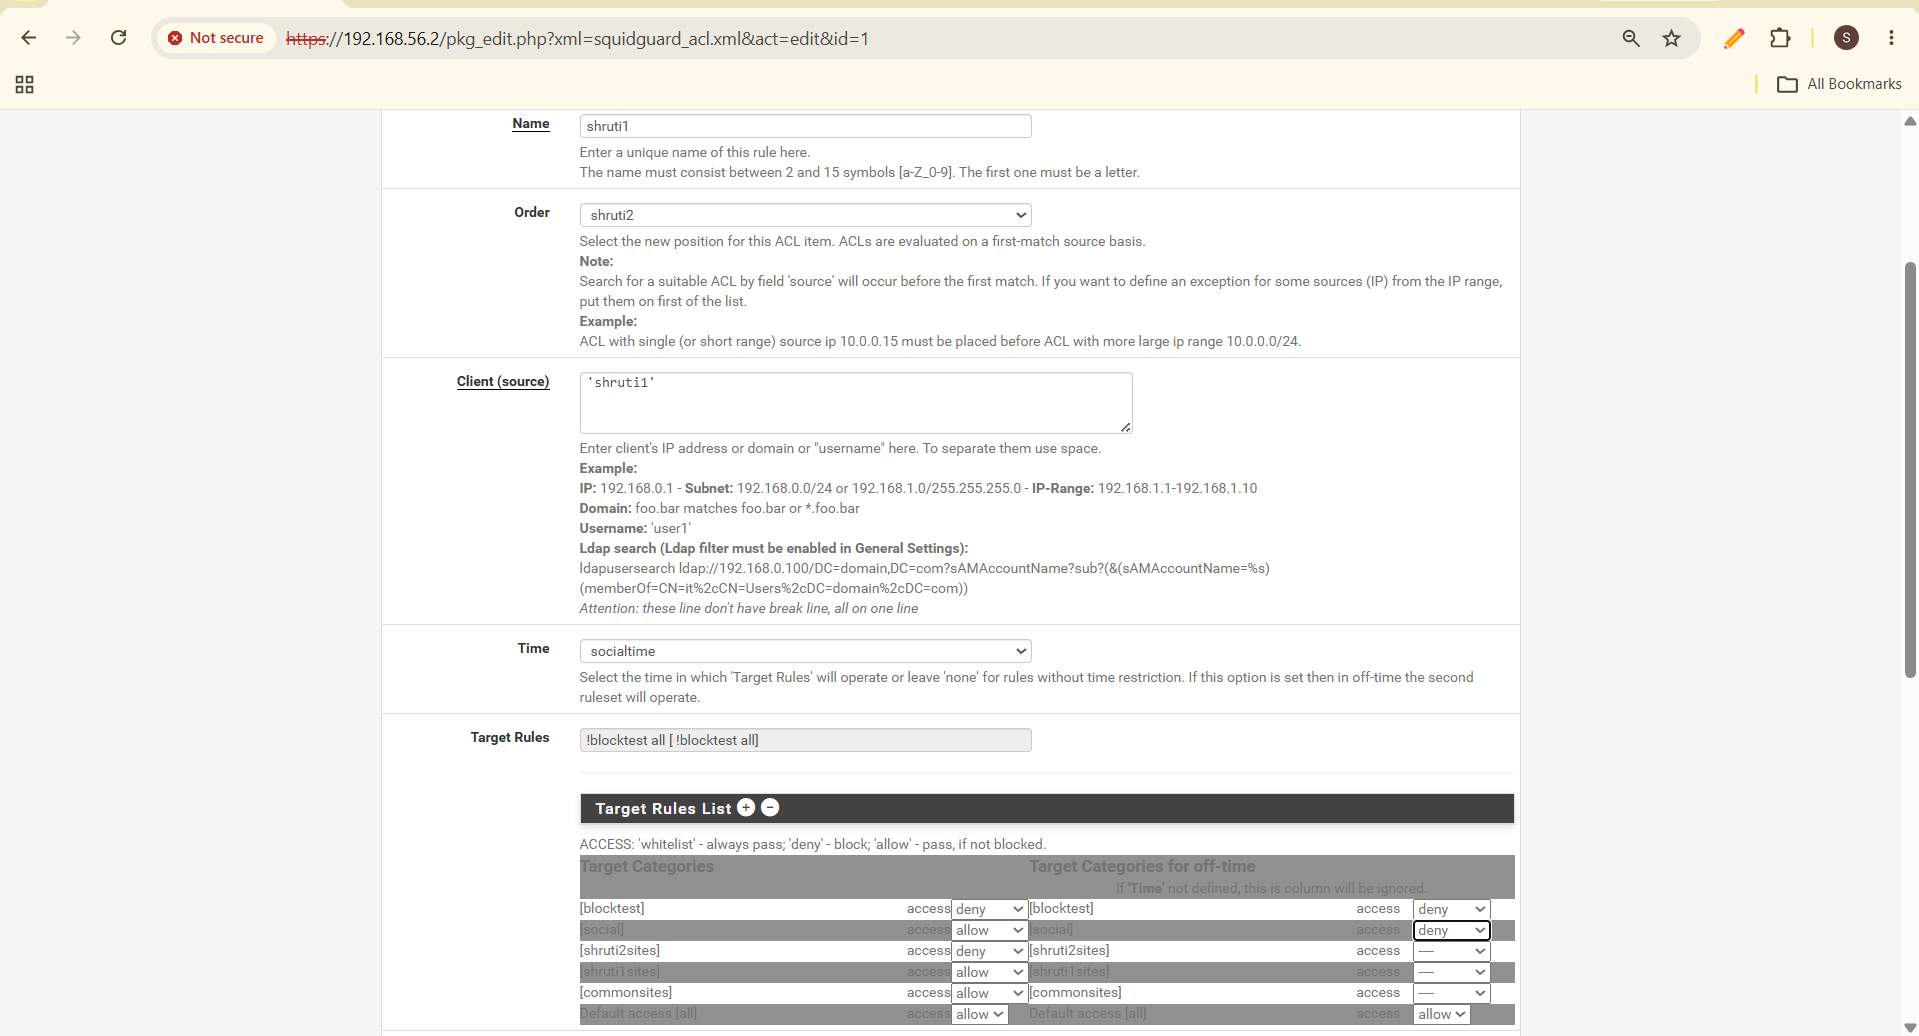 Not secure https://192.168.56.2/pkg_edit.php?xml=squidguard_acl.xml&act=edit&id=1 S
All Bookmarks
Name shruti1
Enter a unique name of this rule here.
The name must consist between 2 and 15 symbols [a-Z_0-9]. The first one must be a letter.
Order shruti2
Select the new position for this ACL item. ACLs are evaluated on a first-match source basis.
Note:
Search for a suitable ACL by field 'source' will occur before the first match. If you want to define an exception for some sources (IP) from the IP range,
put them on first of the list.
Example:
ACL with single (or short range) source ip 10.0.0.15 must be placed before ACL with more large ip range 10.0.0.0/24.
Client (source) 'shruti1'
Enter client's IP address or domain or "username" here. To separate them use space.
Example:
IP: 192.168.0.1 - Subnet: 192.168.0.0/24 or 192.168.1.0/255.255.255.0 - IP-Range: 192.168.1.1-192.168.1.10
Domain: foo.bar matches foo.bar or *.foo.bar
Username: 'user1'
Ldap search (Ldap filter must be enabled in General Settings):
ldapusersearch ldap://192.168.0.100/DC=domain,DC=com?sAMAccountName?sub?(&(sAMAccountName=%s)
(memberOf=CN=it%2cCN=Users%2cDC=domain%2cDC=com))
Attention: these line don't have break line, all on one line
Time socialtime
Select the time in which 'Target Rules' will operate or leave 'none' for rules without time restriction. If this option is set then in off-time the second
ruleset will operate.
Target Rules !blocktest all [ !blocktest all]
Target Rules List + −
ACCESS: 'whitelist' - always pass; 'deny' - block; 'allow' - pass, if not blocked.
Target Categories Target Categories for off-time
If 'Time' not defined, this is column will be ignored.
[blocktest] access deny [blocktest] access deny
[social] access allow [social] access deny
[shruti2sites] access deny [shruti2sites] access ----
[shruti1sites] access allow [shruti1sites] access ----
[commonsites] access allow [commonsites] access ----
Default access [all] access allow Default access [all] access allow